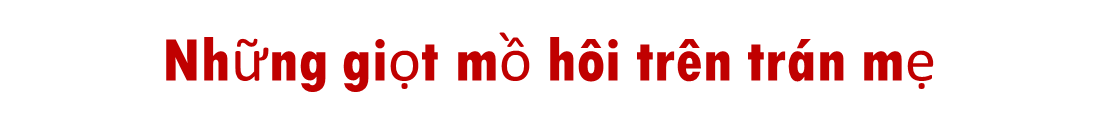 Những giọt mồ hôi trên trán mẹ